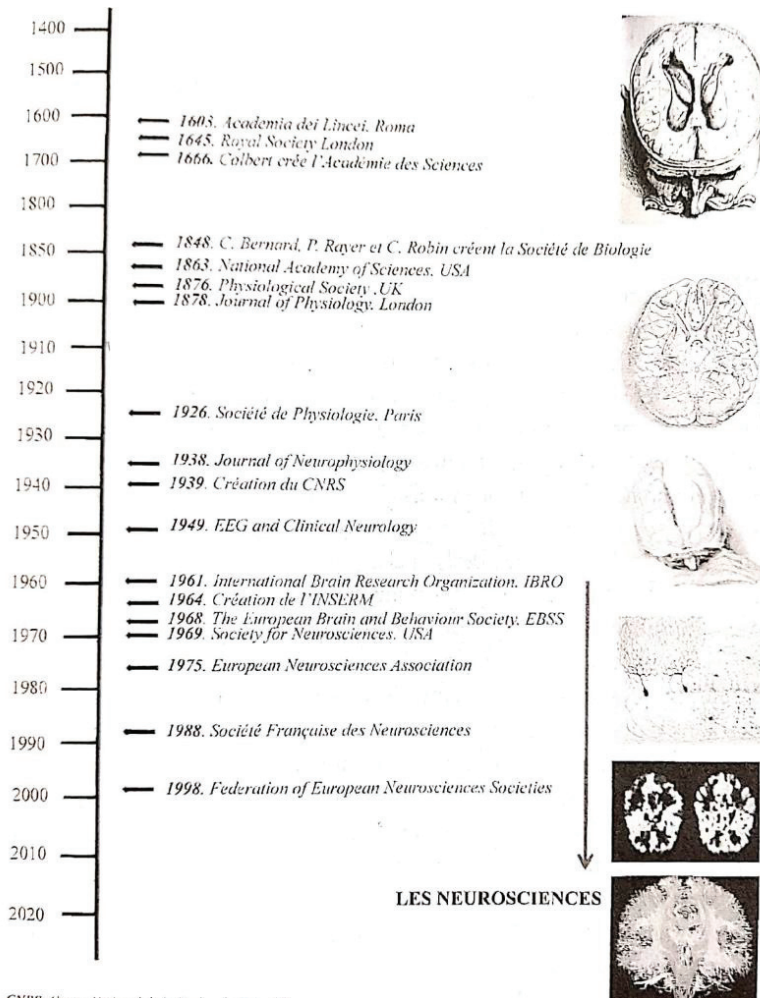 1400
1500
1600
1603. Academia dei Lincei. Roma
1645. Royal Society London
1666. Colbert créé l'Académie des Sciences
1700
1800
1848. C. Bernard, P. Rayer et C. Robin créent la Société de Biologie
1850
1863. National Academy of Sciences. USA
1876. Physiological Society .UK
1878. Journal of Physiology. London
1900
1910
1920
1926. Société de Physiologie. Paris
1930
1938. Journal of Neurophysiology
1939. Création du CNRS
1940
1949. EEG and Clinical Neurology
1950
1960
1961. International Brain Research Organization. IBRO
1964. Création de l'INSERM
1968. The European Brain and Behaviour Society. EBSS
1969. Society for Neurosciences. USA
1970
1975. European Neurosciences Association
1980
1988. Société Française des Neurosciences
1990
1998. Federation of European Neurosciences Societies
2000
2010
LES NEUROSCIENCES
2020
CNRS